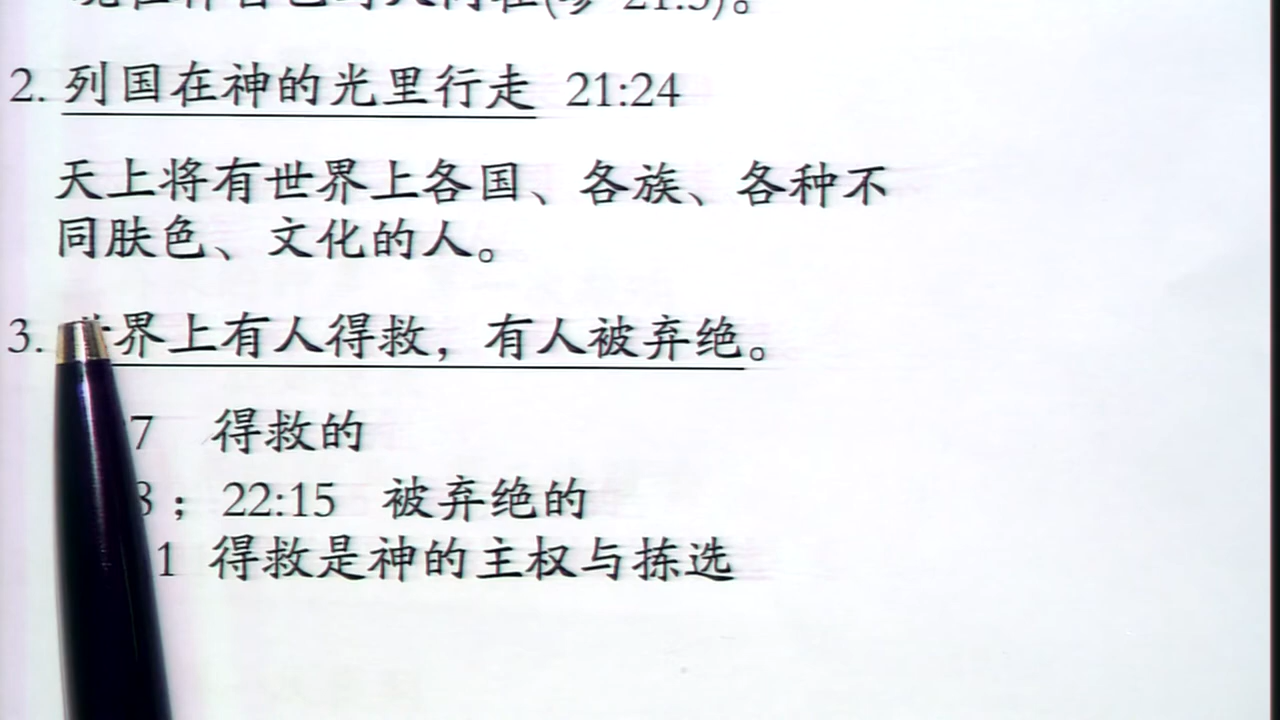 2. 列国在神的光里行走 21:24
天上将有世界上各国、各族、各种不
同肤色、文化的人。
3. 界上有人得救，有人被弃绝。
7 得救的
8； 22:15 被弃绝的
1 得救是神的主权与拣选